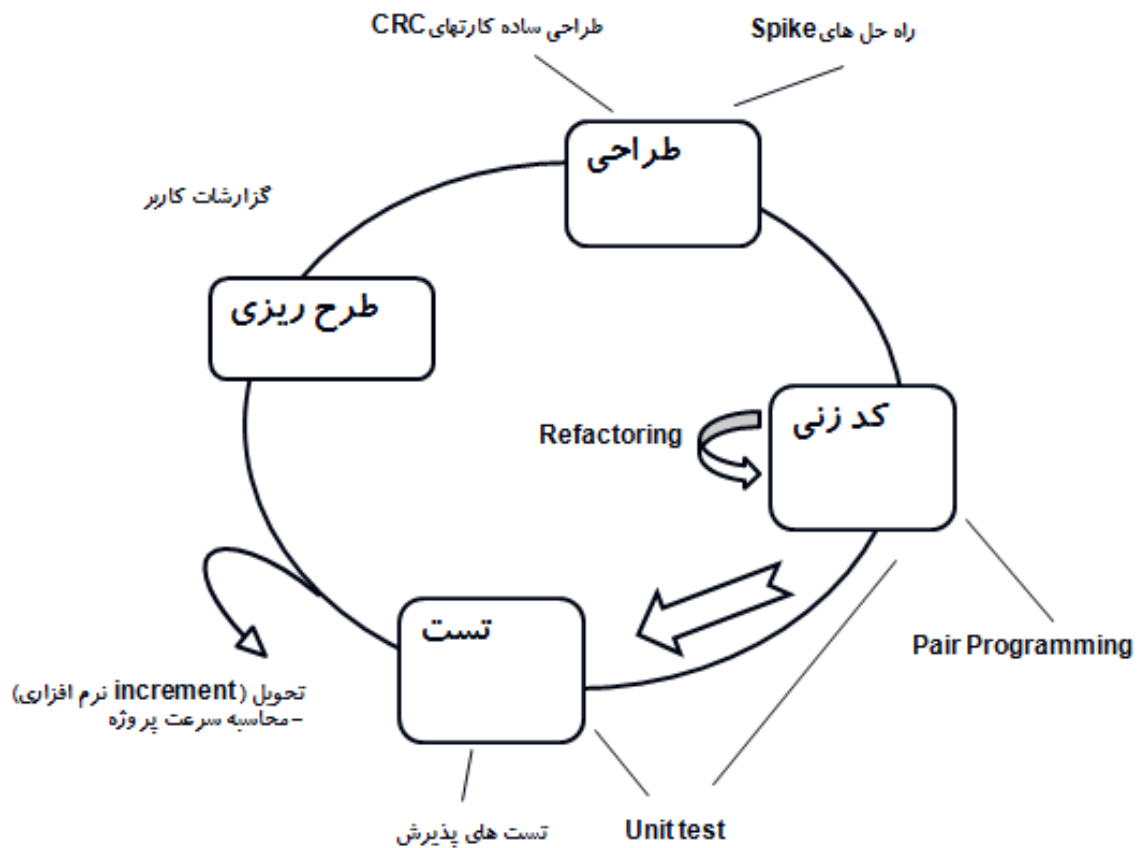 طراحی ساده کارتهای CRC
راه حل های Spike
طراحی
گزارشات کاربر
طرح ریزی
کد زنی
Refactoring
تست
Pair Programming
تحویل (increment نرم افزاری)
-محاسبه سرعت پروژه
تست های پذیرش
Unit test